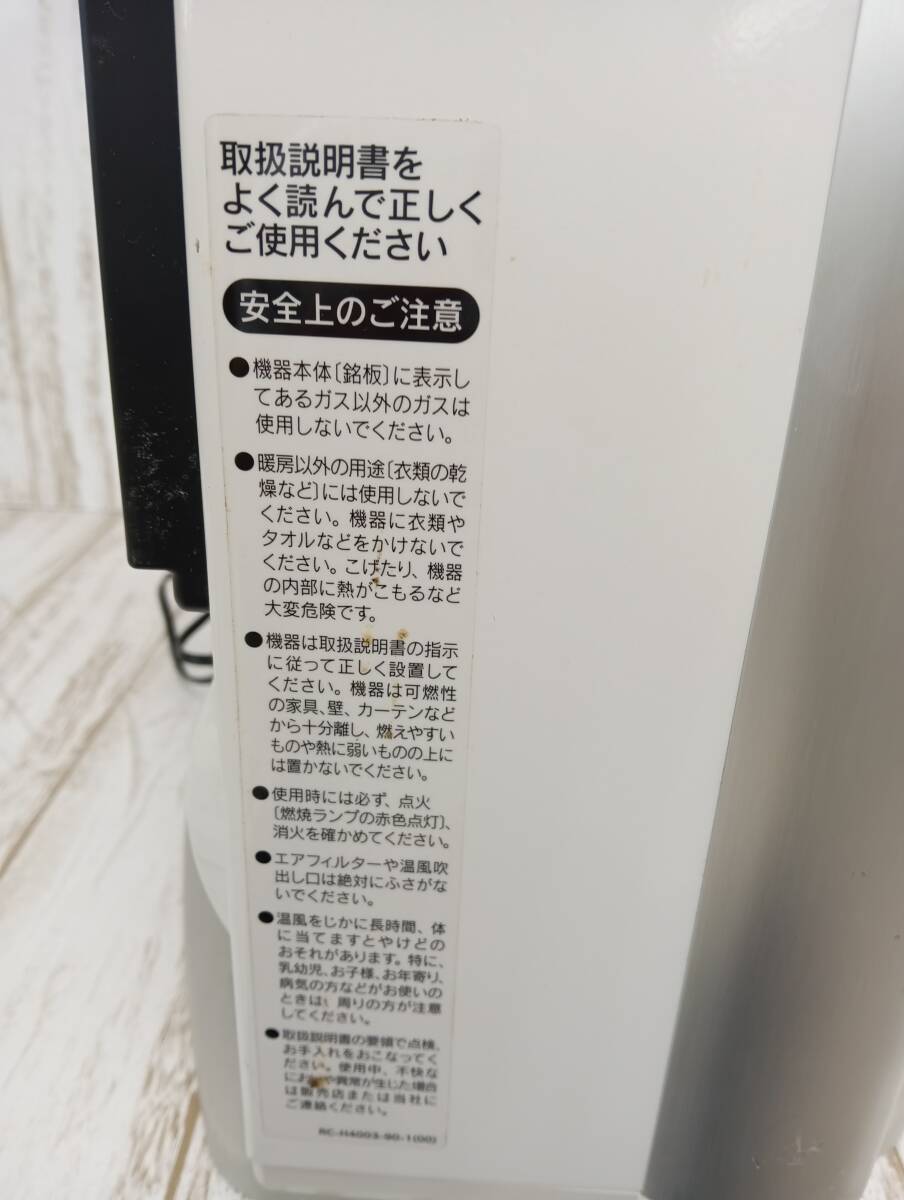 取扱説明書を
よく読んで正しく
ご使用ください
安全上のご注意
●機器本体〔銘板〕に表示し
てあるガス以外のガスは
使用しないでください。
●暖房以外の用途〔衣類の乾
燥など〕には使用しないで
ください。機器に衣類や
タオルなどをかけないで
ください。こげたり、機器
の内部に熱がこもるなど
大変危険です。
●機器は取扱説明書の指示
に従って正しく設置して
ください。機器は可燃性
の家具、壁、カーテンなど
から十分離し、燃えやすい
ものや熱に弱いものの上に
は置かないでください。
●使用時には必ず、点火
〔燃焼ランプの赤色点灯〕、
消火を確かめてください。
●エアフィルターや温風吹
出し口は絶対にふさがな
いでください。
●温風をじかに長時間、体
に当てますとやけどの
おそれがあります。特に、
乳幼児、お子様、お年寄り、
病気の方などがお使いの
ときは、周りの方が注意
してください。
●取扱説明書の要領で点検、
お手入れをおこなってく
ださい。使用中、不快な
においや異常が生じた場合
は販売店または当社に
ご連絡ください。
RC-H4003-90-1(00)